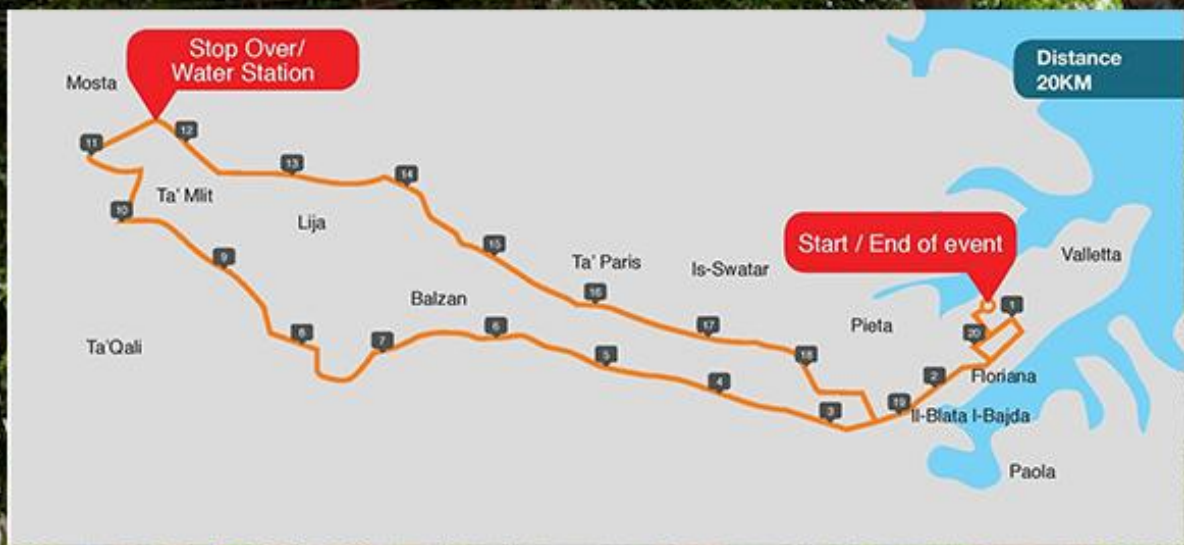 Stop Over/
Water Station
Distance
20KM
Mosta
11
12
13
14
Ta' Mlit
10
Lija
9
15
Ta' Paris
Is-Swatar
Start / End of event
Valletta
16
Balzan
17
Pieta
1
20
Ta'Qali
8
7
6
5
18
4
2
Floriana
3
19
Il-Blata l-Bajda
Paola